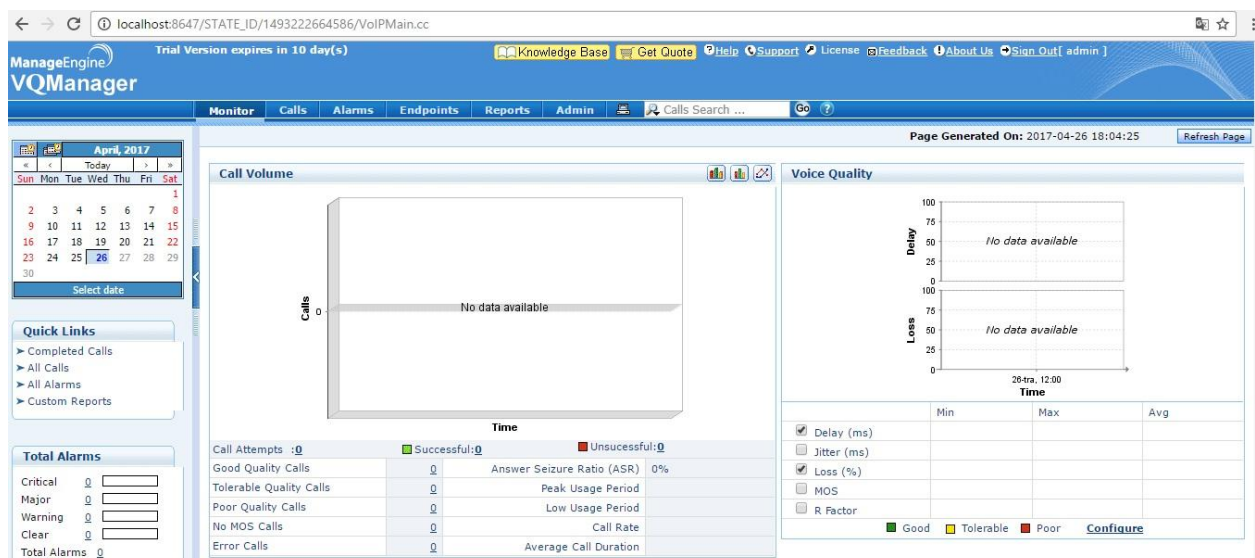 localhost:8647/STATE_ID/1493222664586/VoIPMain.cc
ManageEngine
VQManager
Trial Version expires in 10 day(s)
Knowledge Base Get Quote Help Support License Feedback About Us Sign Out[ admin ]
Monitor Calls Alarms Endpoints Reports Admin Calls Search ... Go ?
Page Generated On: 2017-04-26 18:04:25 Refresh Page
April, 2017
« ‹ Today › »
Sun Mon Tue Wed Thu Fri Sat
1
2 3 4 5 6 7 8
9 10 11 12 13 14 15
16 17 18 19 20 21 22
23 24 25 26 27 28 29
30
Select date
Quick Links
Completed Calls
All Calls
All Alarms
Custom Reports
Total Alarms
Critical 0
Major 0
Warning 0
Clear 0
Total Alarms 0
Call Volume
Calls
0
No data available
Time
Call Attempts :0 Successful:0 Unsucessful:0
Good Quality Calls 0 Answer Seizure Ratio (ASR) 0%
Tolerable Quality Calls 0 Peak Usage Period
Poor Quality Calls 0 Low Usage Period
No MOS Calls 0 Call Rate
Error Calls 0 Average Call Duration
Voice Quality
Delay
100
75
50
25
0
No data available
Loss
100
75
50
25
0
No data available
26-tra, 12:00
Time
Min Max Avg
Delay (ms)
Jitter (ms)
Loss (%)
MOS
R Factor
Good Tolerable Poor Configure